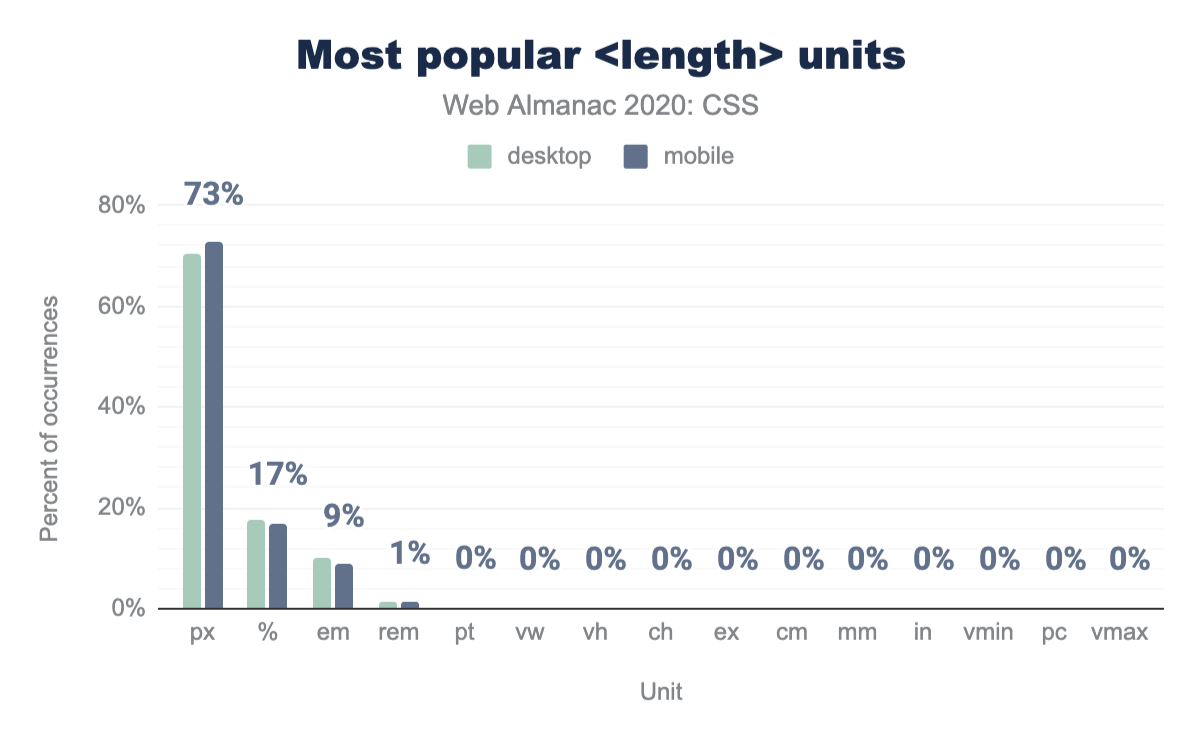 Most popular <length> units
Web Almanac 2020: CSS
desktop mobile
Percent of occurrences
80%
60%
40%
20%
0%
73%
17%
9%
1% 0% 0% 0% 0% 0% 0% 0% 0% 0% 0% 0%
px % em rem pt vw vh ch ex cm mm in vmin pc vmax
Unit